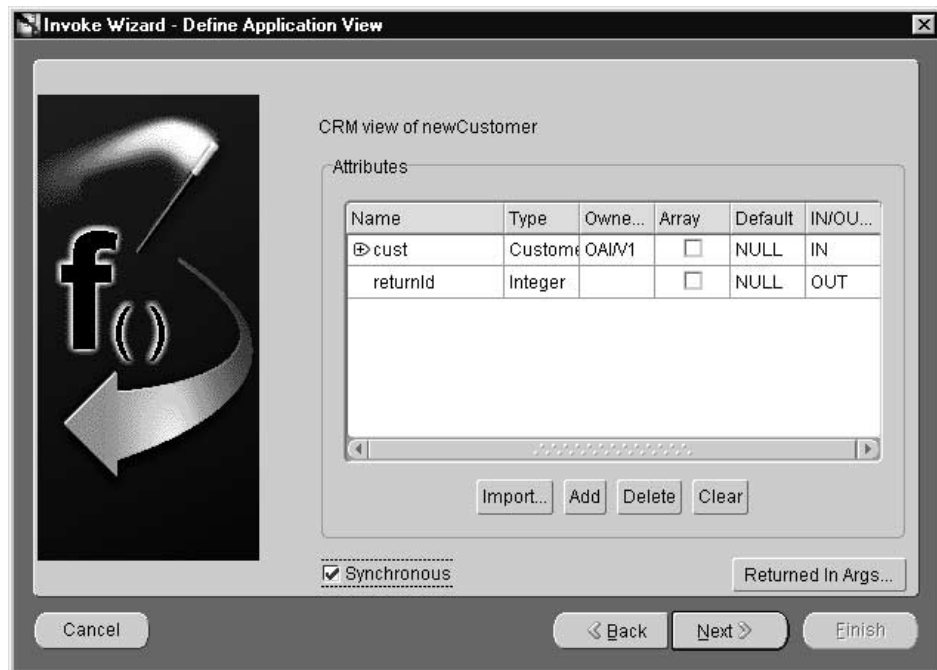 Invoke Wizard - Define Application View
CRM view of newCustomer
Attributes
Name Type Owne... Array Default IN/OU...
cust Custome OAI/V1 NULL IN
returnId Integer NULL OUT
Import... Add Delete Clear
Synchronous
Returned In Args...
Cancel Back Next Finish
f()